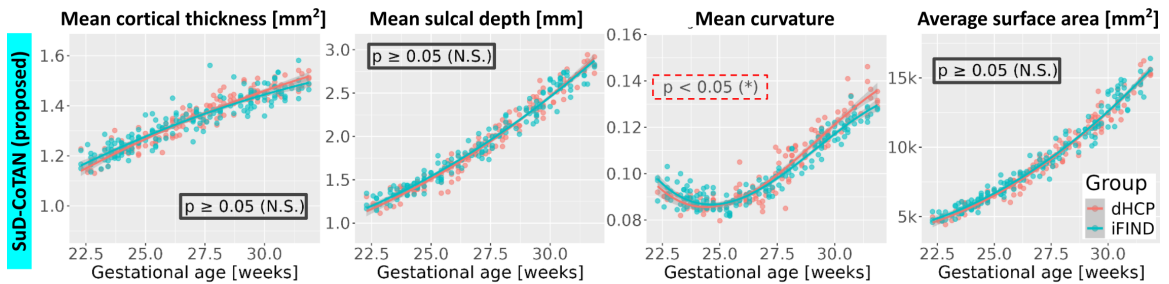 Mean cortical thickness [mm²]
Mean sulcal depth [mm]
Mean curvature
Average surface area [mm²]
SuD-CoTAN (proposed)
1.6
1.4
1.2
1.0
p ≥ 0.05 (N.S.)
22.5 25.0 27.5 30.0
Gestational age [weeks]
3.0
2.5
2.0
1.5
1.0
p ≥ 0.05 (N.S.)
22.5 25.0 27.5 30.0
Gestational age [weeks]
0.16
0.14
0.12
0.10
0.08
p < 0.05 (*)
22.5 25.0 27.5 30.0
Gestational age [weeks]
15k
10k
5k
p ≥ 0.05 (N.S.)
Group
dHCP
iFIND
22.5 25.0 27.5 30.0
Gestational age [weeks]